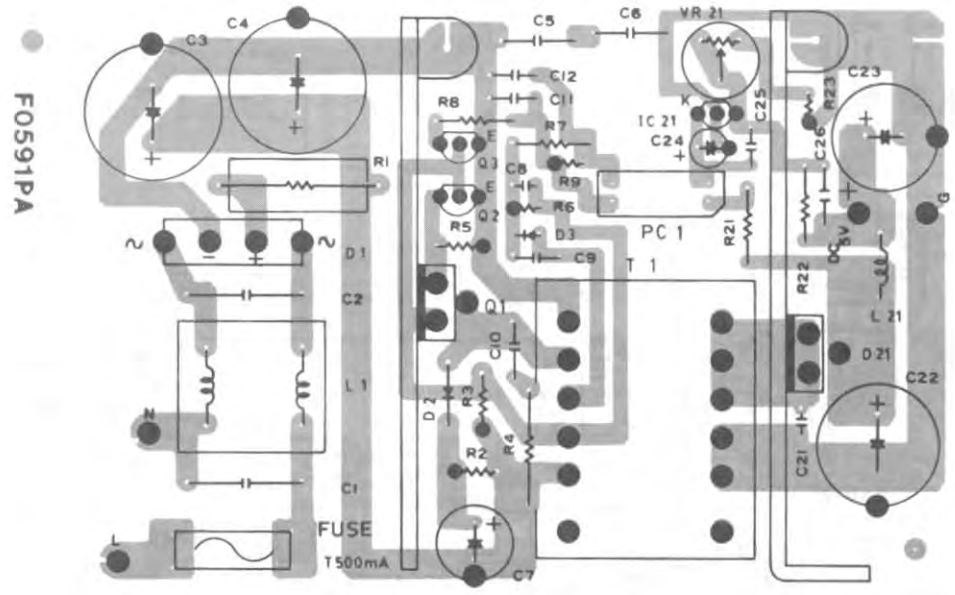 F0591PA
C3
C4
C5
C6
VR 21
C12
C11
R8
R7
E
Q3
K
IC 21
C24
C25
R23
C23
C26
R1
C8
R9
E
R6
Q2
R5
D3
C9
PC 1
R21
R22
DC
5V
G
~
-
+
~
D1
T 1
C2
Q1
C10
L 21
D21
L 1
D2
R3
R4
C22
N
R2
C21
C1
L
FUSE
T500mA
C7